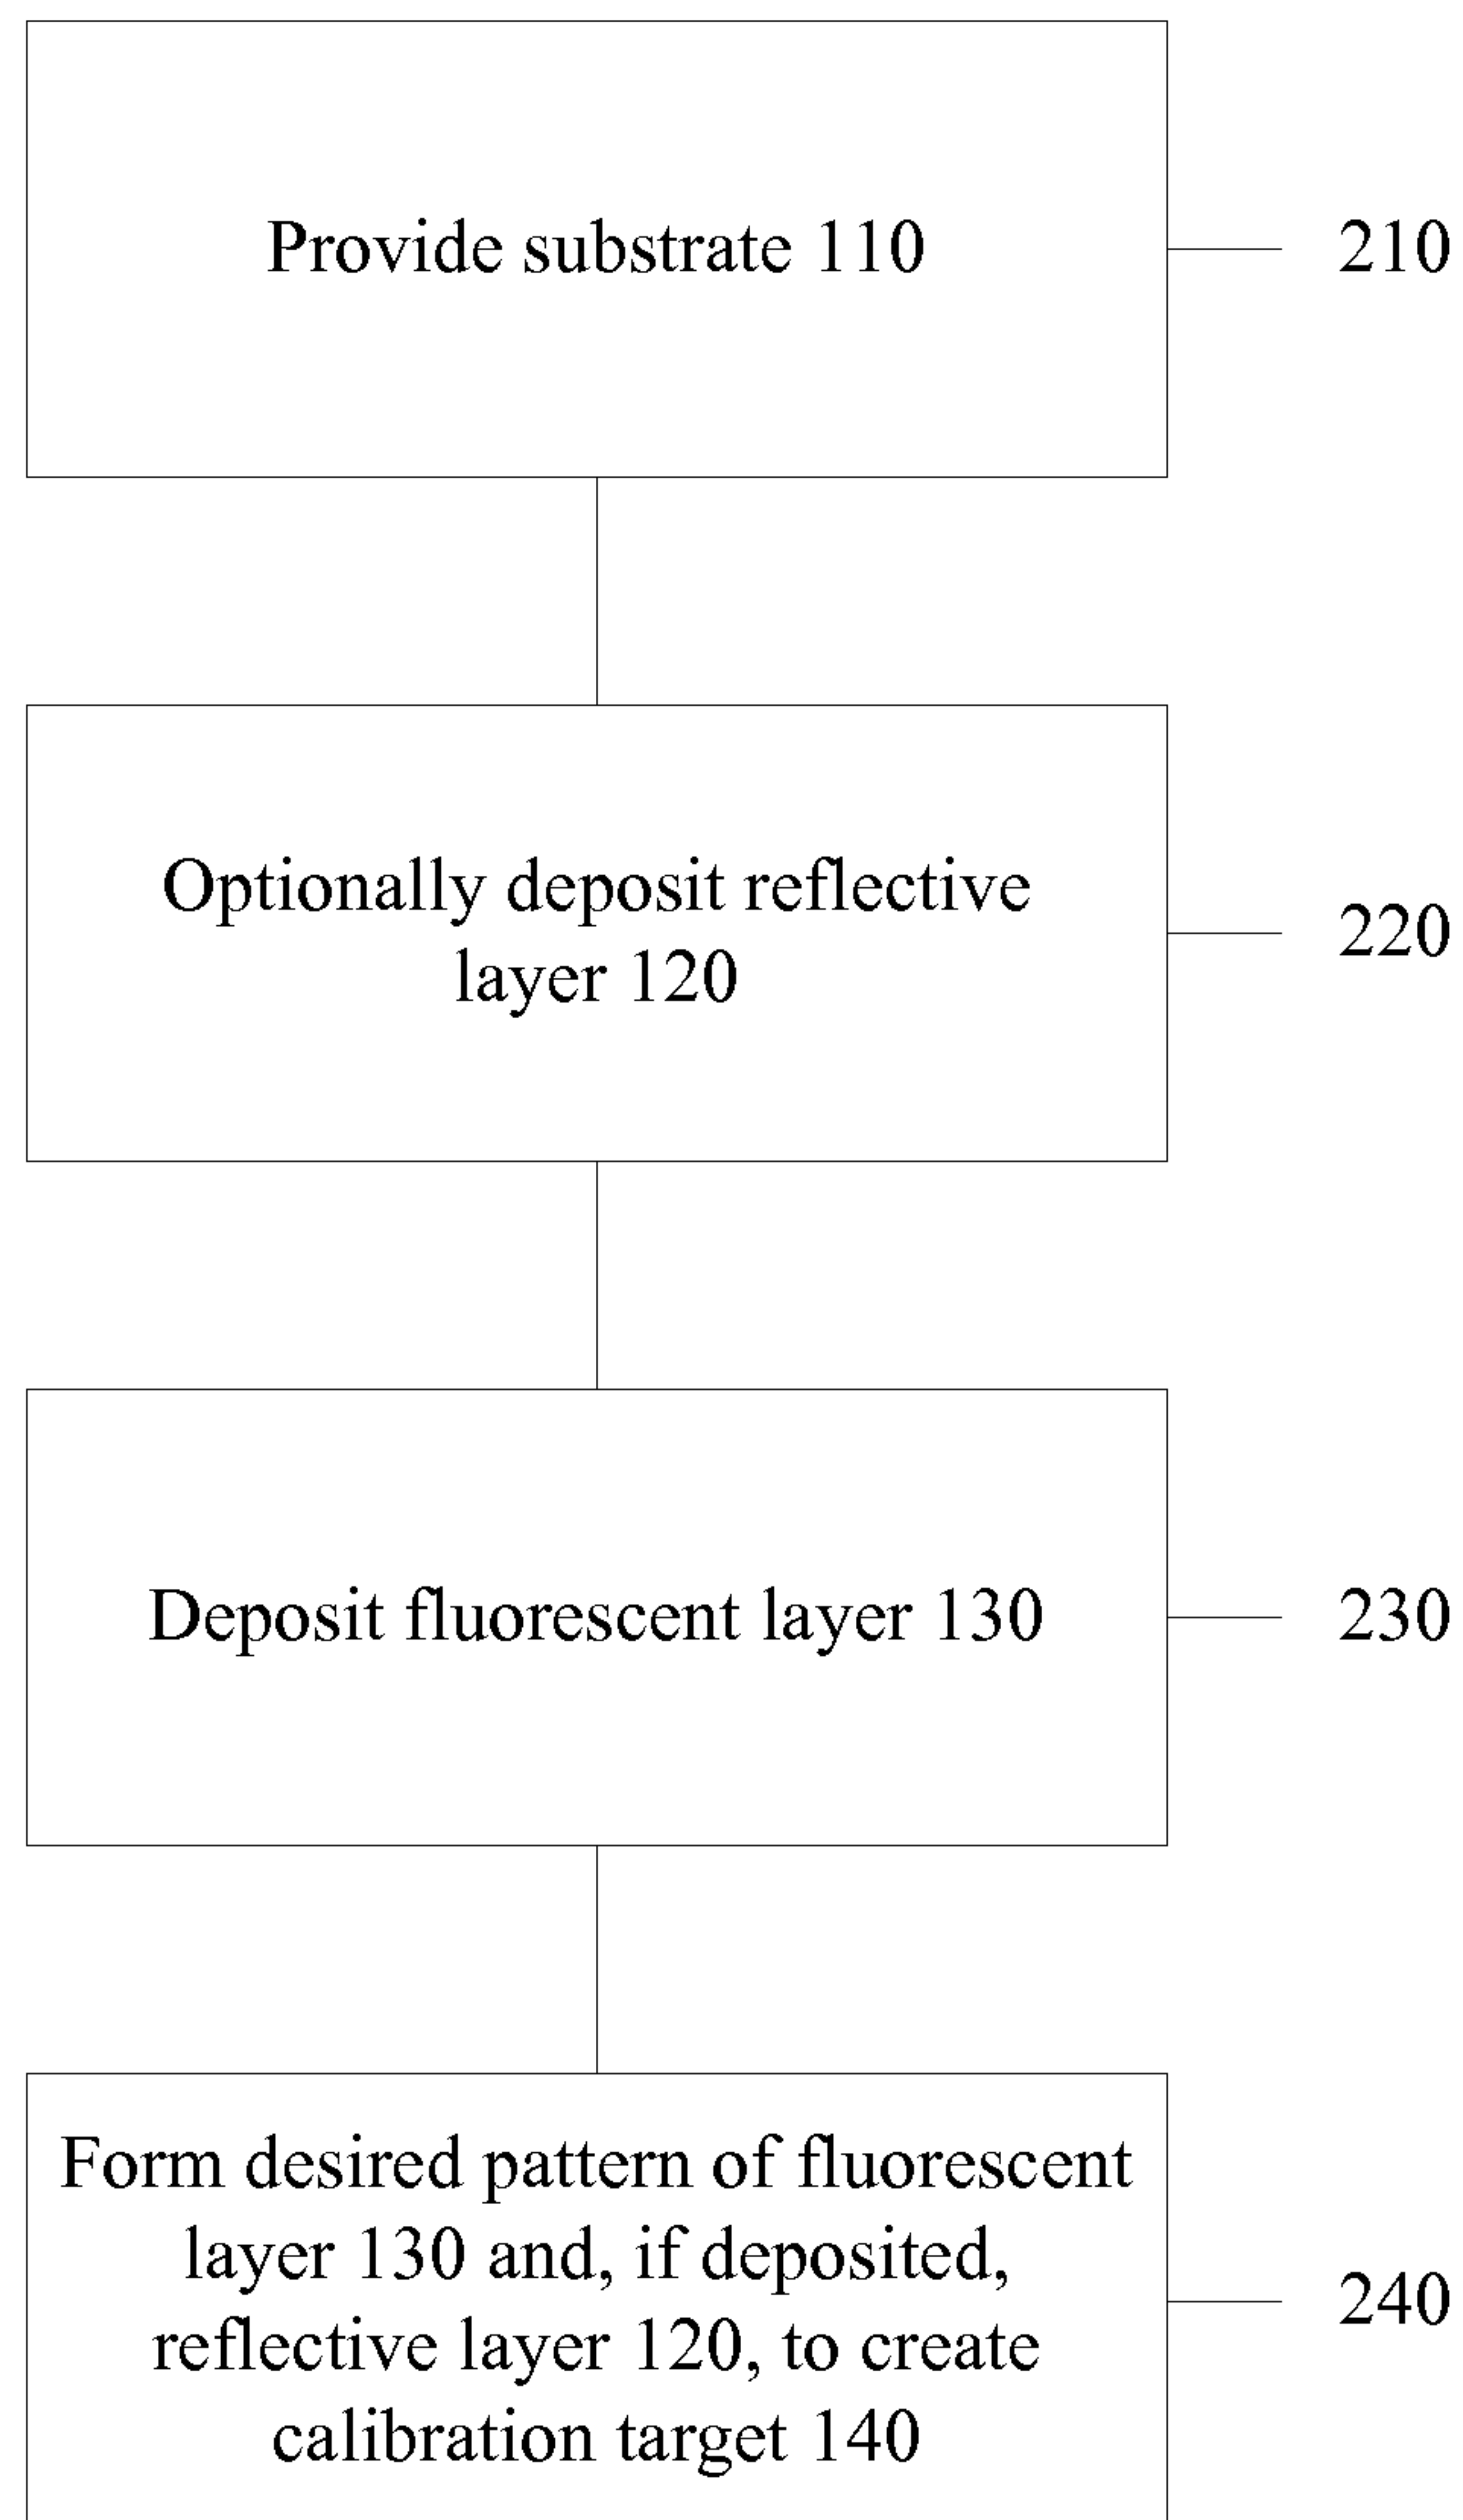 Provide substrate 110
210
Optionally deposit reflective
layer 120
220
Deposit fluorescent layer 130
230
Form desired pattern of fluorescent
layer 130 and, if deposited,
reflective layer 120, to create
calibration target 140
240